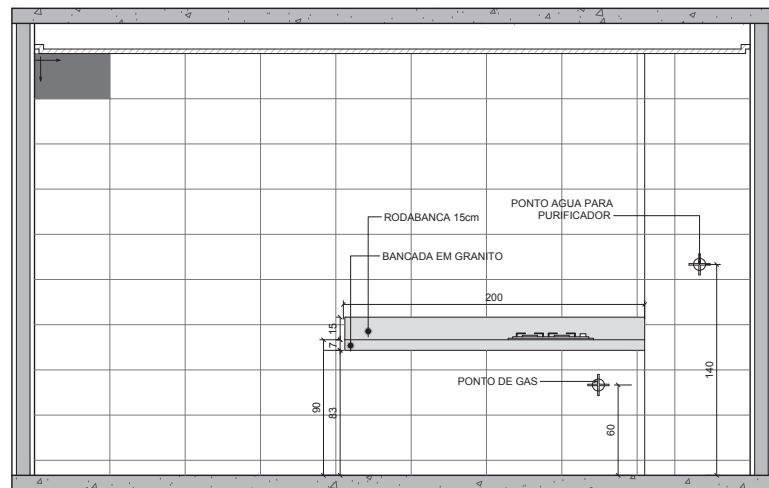 PONTO AGUA PARA
PURIFICADOR
RODABANCA 15cm
BANCADA EM GRANITO
200
15
7
PONTO DE GAS
140
90
83
60